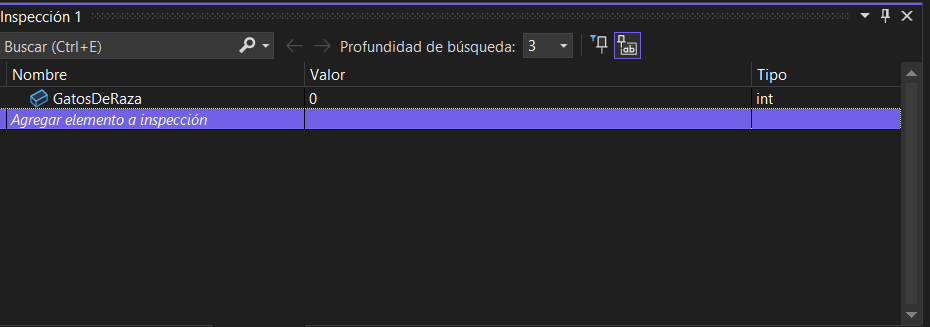 Inspección 1
Buscar (Ctrl+E) Profundidad de búsqueda: 3
Nombre Valor Tipo
GatosDeRaza 0 int
Agregar elemento a inspección